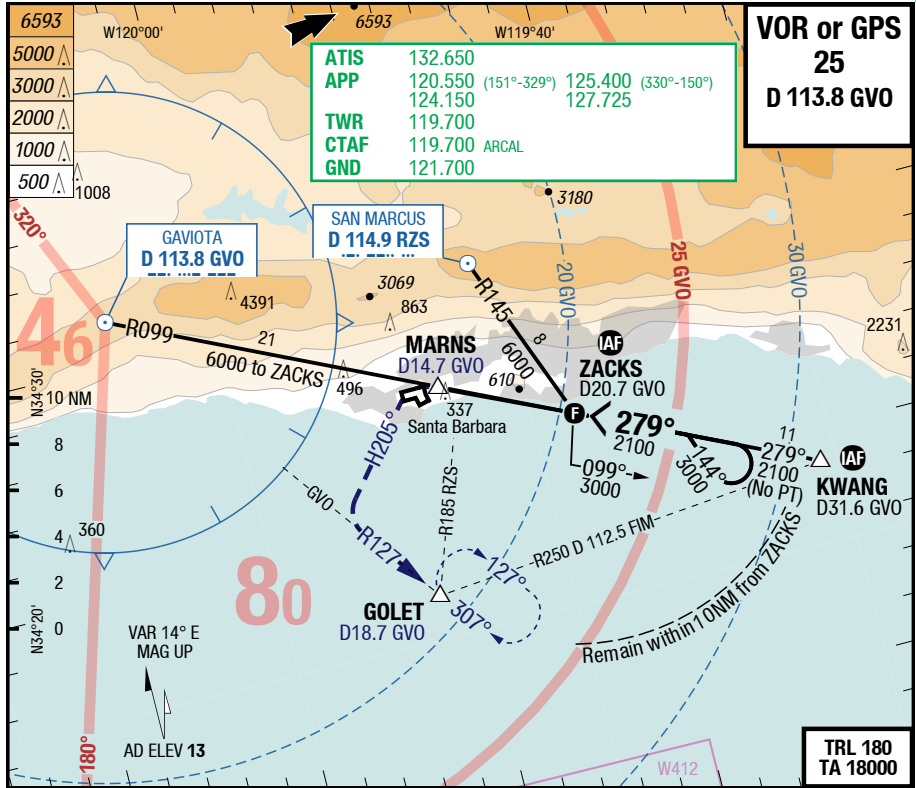 6593
5000
3000
2000
1000
500
1008
W120°00'
6593
W119°40'
VOR or GPS
25
D 113.8 GVO
ATIS 132.650
APP 120.550 (151°-329°) 125.400 (330°-150°)
124.150 127.725
TWR 119.700
CTAF 119.700 ARCAL
GND 121.700
3180
320°
GAVIOTA
D 113.8 GVO
SAN MARCUS
D 114.9 RZS
20 GVO
25 GVO
30 GVO
4391
3069
863
2231
46
R099
21
6000 to ZACKS
R145
8
6000
MARNS
D14.7 GVO
IAF
ZACKS
D20.7 GVO
496
610
337
Santa Barbara
F
279°
2100
099°
3000
144°
3000
11
279°
2100
(No PT)
IAF
KWANG
D31.6 GVO
N34°30'
10 NM
8
6
4
2
0
N34°20'
360
H205°
GVO
R185 RZS
R127
R250 D 112.5 FIM
127°
307°
80
GOLET
D18.7 GVO
Remain within10NM from ZACKS
VAR 14° E
MAG UP
AD ELEV 13
180°
W412
TRL 180
TA 18000